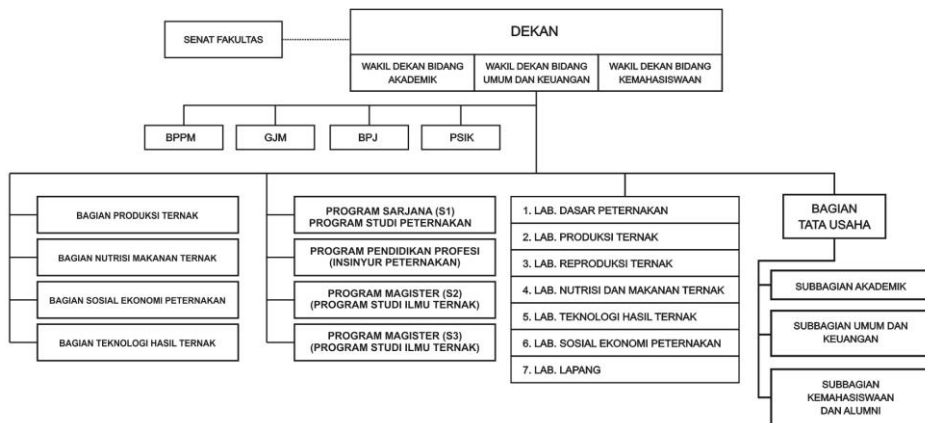 DEKAN
SENAT FAKULTAS
WAKIL DEKAN BIDANG
AKADEMIK
WAKIL DEKAN BIDANG
UMUM DAN KEUANGAN
WAKIL DEKAN BIDANG
KEMAHASISWAAN
BPPM
GJM
BPJ
PSIK
BAGIAN PRODUKSI TERNAK
BAGIAN NUTRISI MAKANAN TERNAK
BAGIAN SOSIAL EKONOMI PETERNAKAN
BAGIAN TEKNOLOGI HASIL TERNAK
PROGRAM SARJANA (S1)
PROGRAM STUDI PETERNAKAN
PROGRAM PENDIDIKAN PROFESI
(INSINYUR PETERNAKAN)
PROGRAM MAGISTER (S2)
(PROGRAM STUDI ILMU TERNAK)
PROGRAM MAGISTER (S3)
(PROGRAM STUDI ILMU TERNAK)
1. LAB. DASAR PETERNAKAN
2. LAB. PRODUKSI TERNAK
3. LAB. REPRODUKSI TERNAK
4. LAB. NUTRISI DAN MAKANAN TERNAK
5. LAB. TEKNOLOGI HASIL TERNAK
6. LAB. SOSIAL EKONOMI PETERNAKAN
7. LAB. LAPANG
BAGIAN
TATA USAHA
SUBBAGIAN AKADEMIK
SUBBAGIAN UMUM DAN
KEUANGAN
SUBBAGIAN
KEMAHASISWAAN
DAN ALUMNI